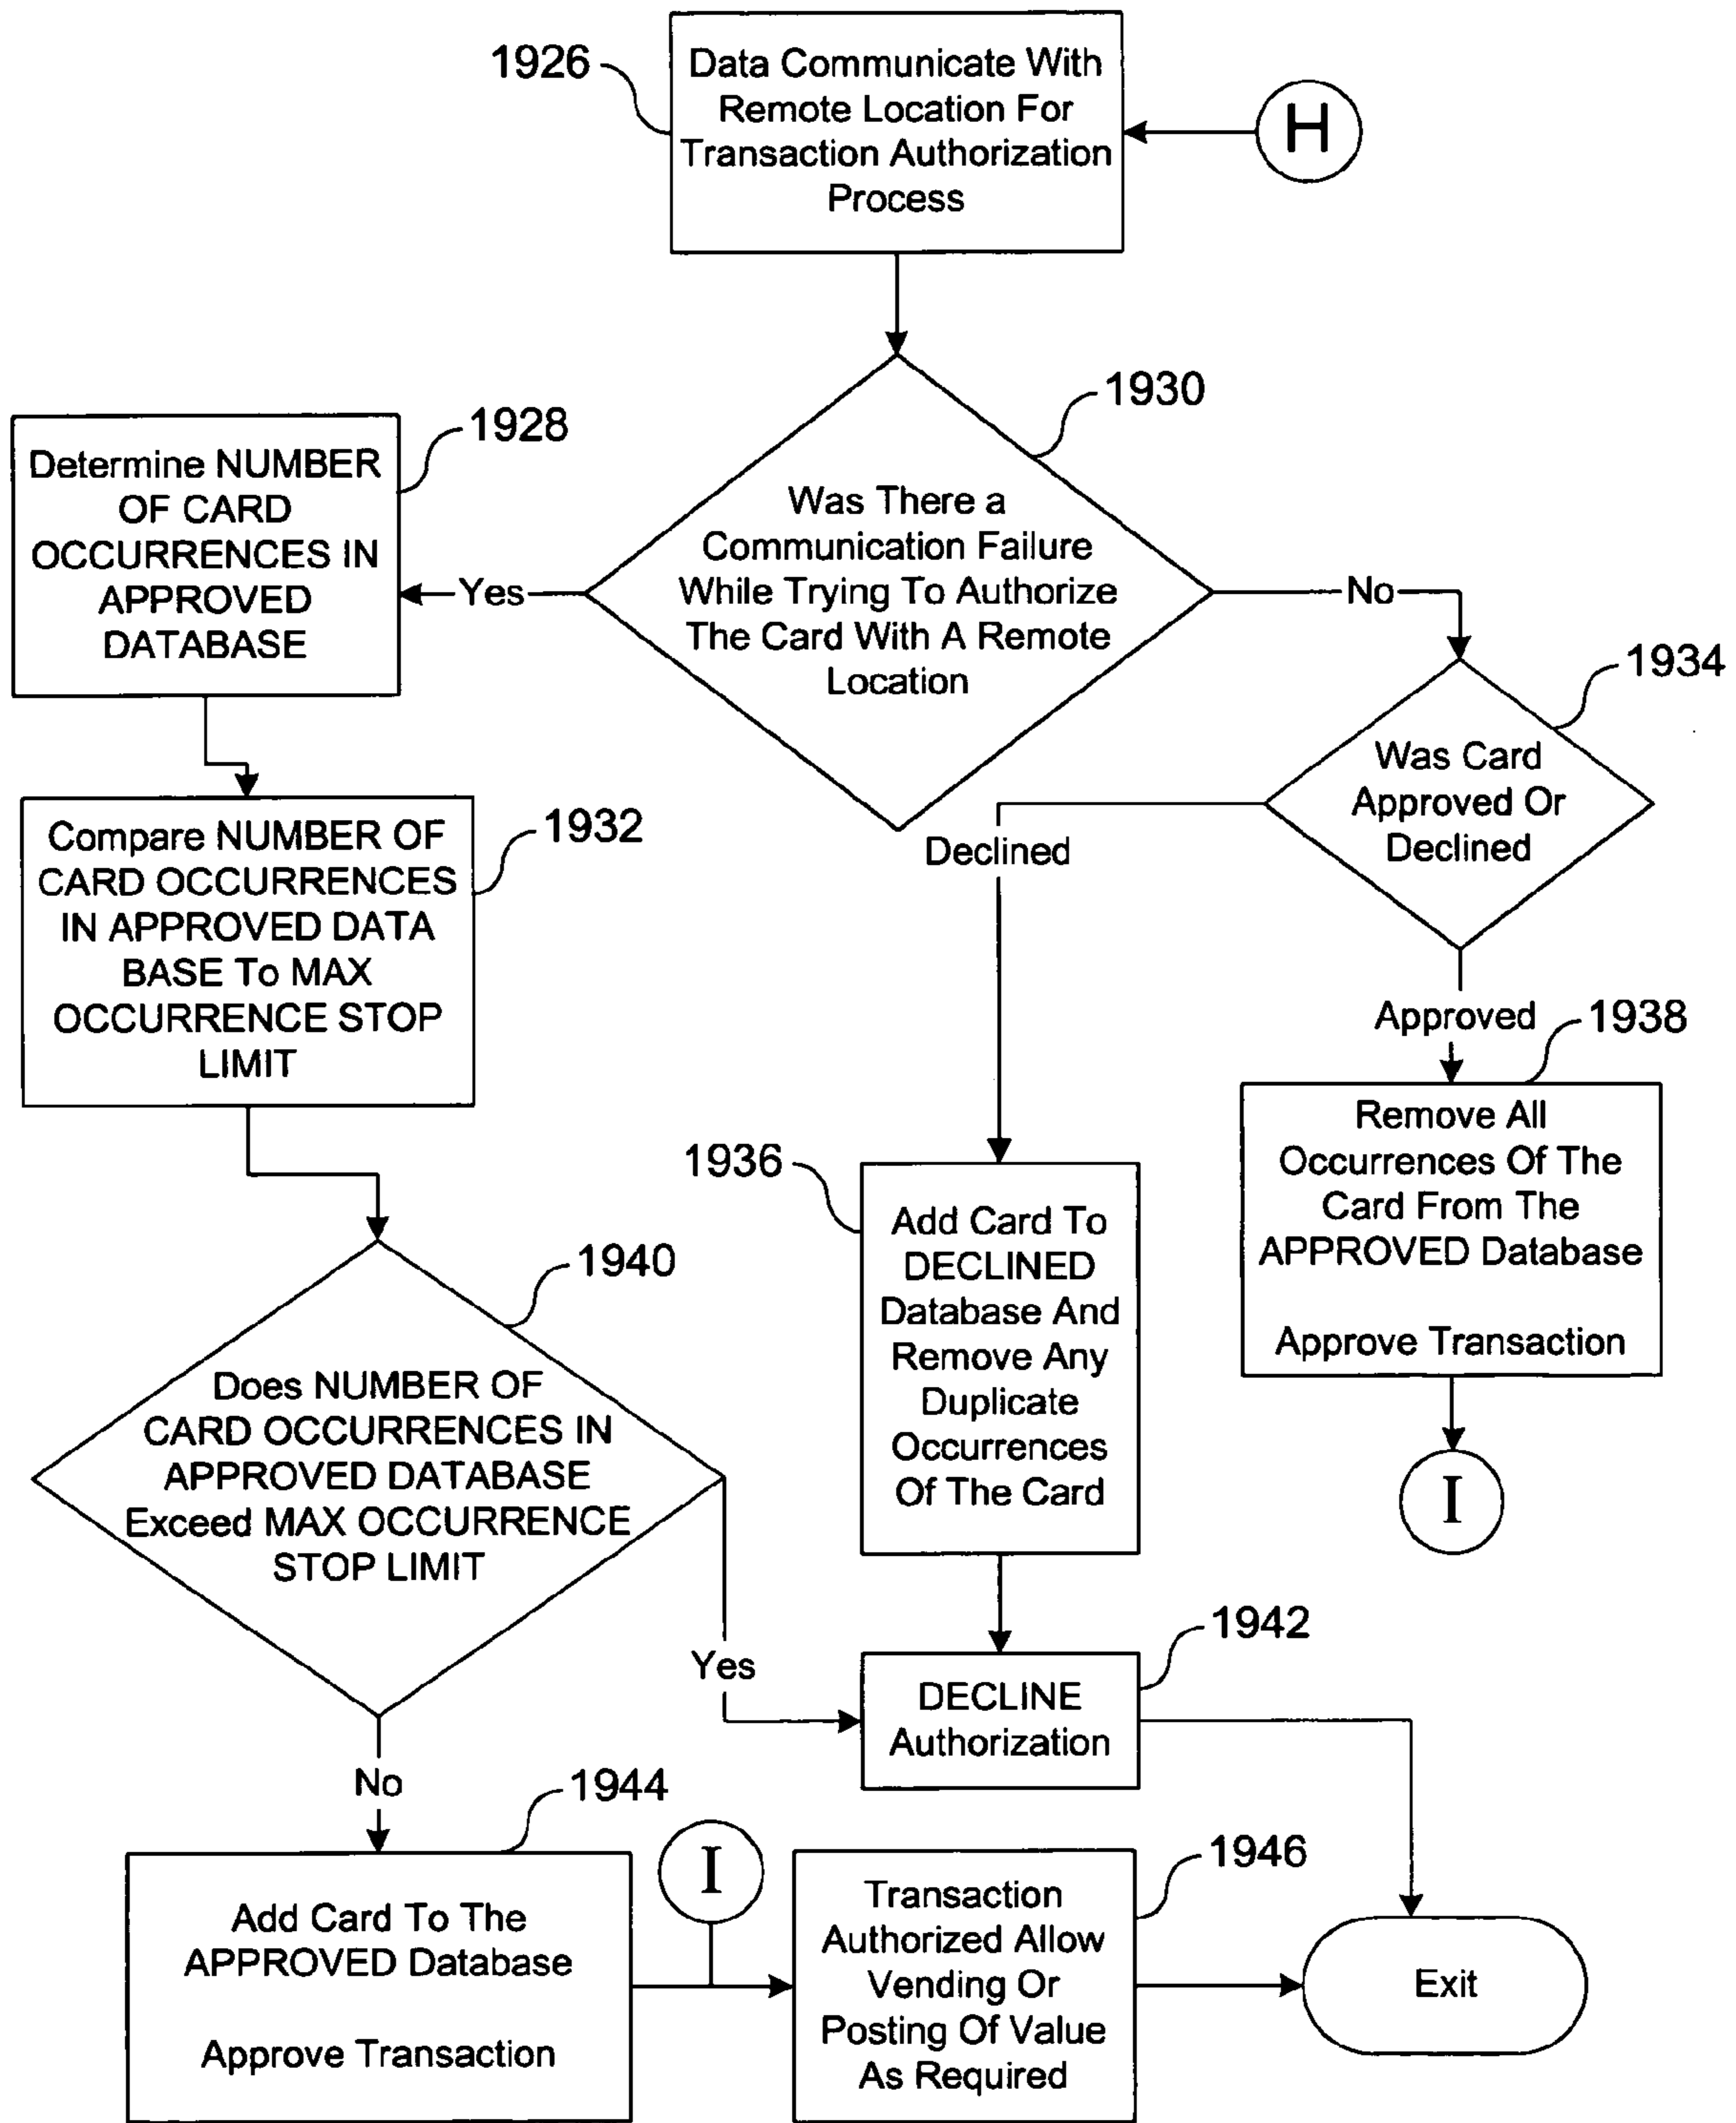 1926
Data Communicate With
Remote Location For
Transaction Authorization
Process
H
1930
Was There a
Communication Failure
While Trying To Authorize
The Card With A Remote
Location
Yes
No
1928
Determine NUMBER
OF CARD
OCCURRENCES IN
APPROVED
DATABASE
1934
Was Card
Approved Or
Declined
Declined
Approved
1932
Compare NUMBER OF
CARD OCCURRENCES
IN APPROVED DATA
BASE To MAX
OCCURRENCE STOP
LIMIT
1938
Remove All
Occurrences Of The
Card From The
APPROVED Database
Approve Transaction
I
1936
Add Card To
DECLINED
Database And
Remove Any
Duplicate
Occurrences
Of The Card
1940
Does NUMBER OF
CARD OCCURRENCES IN
APPROVED DATABASE
Exceed MAX OCCURRENCE
STOP LIMIT
Yes
No
1942
DECLINE
Authorization
1944
Add Card To The
APPROVED Database
Approve Transaction
I
1946
Transaction
Authorized Allow
Vending Or
Posting Of Value
As Required
Exit